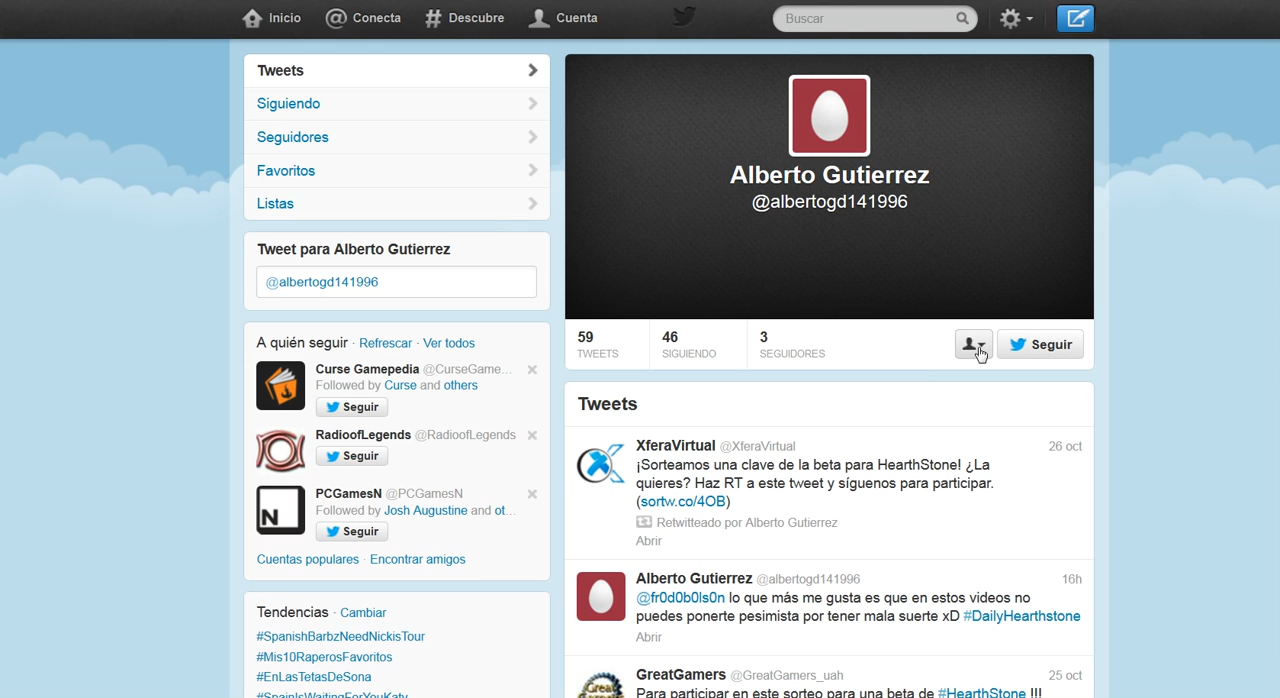 Inicio
Conecta
Descubre
Cuenta
Buscar
Tweets
Siguiendo
Seguidores
Favoritos
Listas
Tweet para Alberto Gutierrez
@albertogd141996
A quién seguir · Refrescar · Ver todos
Curse Gamepedia @CurseGame...
Followed by Curse and others
Seguir
RadioofLegends @RadioofLegends
Seguir
PCGamesN @PCGamesN
Followed by Josh Augustine and ot...
Seguir
Cuentas populares · Encontrar amigos
Tendencias · Cambiar
#SpanishBarbzNeedNickisTour
#Mis10RaperosFavoritos
#EnLasTetasDeSona
#SpainIsWaitingForYouKaty
Alberto Gutierrez
@albertogd141996
59
TWEETS
46
SIGUIENDO
3
SEGUIDORES
Seguir
Tweets
XferaVirtual @XferaVirtual 26 oct
¡Sorteamos una clave de la beta para HearthStone! ¿La
quieres? Haz RT a este tweet y síguenos para participar.
(sortw.co/4OB)
Retwitteado por Alberto Gutierrez
Abrir
Alberto Gutierrez @albertogd141996 16h
@fr0d0b0ls0n lo que más me gusta es que en estos videos no
puedes ponerte pesimista por tener mala suerte xD #DailyHearthstone
Abrir
GreatGamers @GreatGamers_uah 25 oct
Para participar en este sorteo para una beta de #HearthStone !!!